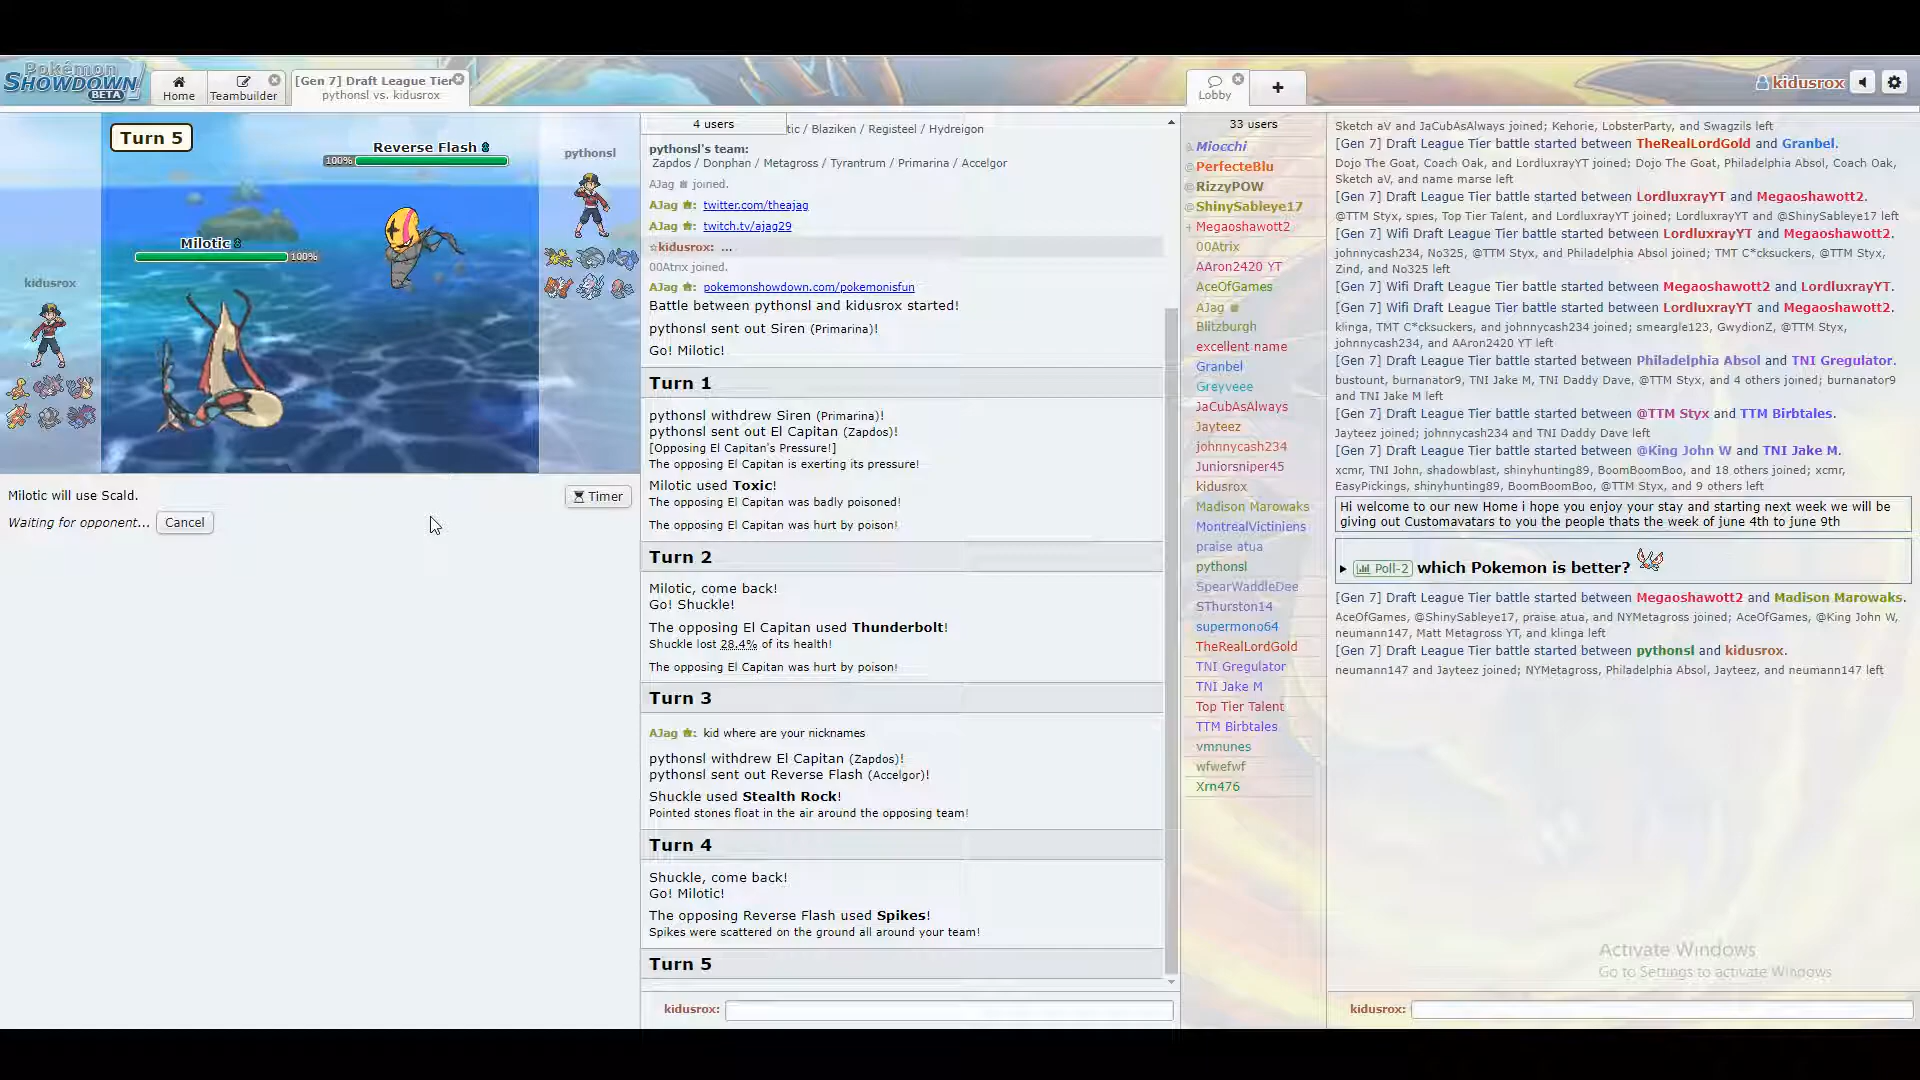 Pokémon
SHOWDOWN!
BETA
Home
Teambuilder
[Gen 7] Draft League Tier
pythonsl vs. kidusrox
Lobby
+
kidusrox
Turn 5
Reverse Flash
100%
Milotic
100%
pythonsl
kidusrox
Milotic will use Scald.
Timer
Waiting for opponent...
Cancel
4 users
tic / Blaziken / Registeel / Hydreigon
pythonsl's team:
Zapdos / Donphan / Metagross / Tyrantrum / Primarina / Accelgor
AJag joined.
AJag : twitter.com/theajag
AJag : twitch.tv/ajag29
☆kidusrox: ...
00Atrıx joined.
AJag : pokemonshowdown.com/pokemonisfun
Battle between pythonsl and kidusrox started!
pythonsl sent out Siren (Primarina)!
Go! Milotic!
Turn 1
pythonsl withdrew Siren (Primarina)!
pythonsl sent out El Capitan (Zapdos)!
[Opposing El Capitan's Pressure!]
The opposing El Capitan is exerting its pressure!
Milotic used Toxic!
The opposing El Capitan was badly poisoned!
The opposing El Capitan was hurt by poison!
Turn 2
Milotic, come back!
Go! Shuckle!
The opposing El Capitan used Thunderbolt!
Shuckle lost 28.4% of its health!
The opposing El Capitan was hurt by poison!
Turn 3
AJag : kid where are your nicknames
pythonsl withdrew El Capitan (Zapdos)!
pythonsl sent out Reverse Flash (Accelgor)!
Shuckle used Stealth Rock!
Pointed stones float in the air around the opposing team!
Turn 4
Shuckle, come back!
Go! Milotic!
The opposing Reverse Flash used Spikes!
Spikes were scattered on the ground all around your team!
Turn 5
kidusrox:
33 users
&Miocchi
@PerfecteBlu
@RizzyPOW
@ShinySableye17
+Megaoshawott2
00Atrix
AAron2420 YT
AceOfGames
AJag
Blitzburgh
excellent name
Granbel
Greyveee
JaCubAsAlways
Jayteez
johnnycash234
Juniorsniper45
kidusrox
Madison Marowaks
MontrealVictiniens
praise atua
pythonsl
SpearWaddleDee
SThurston14
supermono64
TheRealLordGold
TNI Gregulator
TNI Jake M
Top Tier Talent
TTM Birbtales
vmnunes
wfwefwf
Xrn476
Sketch aV and JaCubAsAlways joined; Kehorie, LobsterParty, and Swagzils left
[Gen 7] Draft League Tier battle started between TheRealLordGold and Granbel.
Dojo The Goat, Coach Oak, and LordluxrayYT joined; Dojo The Goat, Philadelphia Absol, Coach Oak,
Sketch aV, and name marse left
[Gen 7] Draft League Tier battle started between LordluxrayYT and Megaoshawott2.
@TTM Styx, spıes, Top Tier Talent, and LordluxrayYT joined; LordluxrayYT and @ShinySableye17 left
[Gen 7] Wifi Draft League Tier battle started between LordluxrayYT and Megaoshawott2.
johnnycash234, No325, @TTM Styx, and Philadelphia Absol joined; TMT C*cksuckers, @TTM Styx,
Zind, and No325 left
[Gen 7] Wifi Draft League Tier battle started between Megaoshawott2 and LordluxrayYT.
[Gen 7] Wifi Draft League Tier battle started between LordluxrayYT and Megaoshawott2.
klinga, TMT C*cksuckers, and johnnycash234 joined; smeargle123, GwydionZ, @TTM Styx,
johnnycash234, and AAron2420 YT left
[Gen 7] Draft League Tier battle started between Philadelphia Absol and TNI Gregulator.
bustount, burnanator9, TNI Jake M, TNI Daddy Dave, @TTM Styx, and 4 others joined; burnanator9
and TNI Jake M left
[Gen 7] Draft League Tier battle started between @TTM Styx and TTM Birbtales.
Jayteez joined; johnnycash234 and TNI Daddy Dave left
[Gen 7] Draft League Tier battle started between @King John W and TNI Jake M.
xcmr, TNI John, shadowblast, shinyhunting89, BoomBoomBoo, and 18 others joined; xcmr,
EasyPickings, shinyhunting89, BoomBoomBoo, @TTM Styx, and 9 others left
Hi welcome to our new Home i hope you enjoy your stay and starting next week we will be
giving out Customavatars to you the people thats the week of june 4th to june 9th
Poll-2 which Pokemon is better?
[Gen 7] Draft League Tier battle started between Megaoshawott2 and Madison Marowaks.
AceOfGames, @ShinySableye17, praise atua, and NYMetagross joined; AceOfGames, @King John W,
neumann147, Matt Metagross YT, and klinga left
[Gen 7] Draft League Tier battle started between pythonsl and kidusrox.
neumann147 and Jayteez joined; NYMetagross, Philadelphia Absol, Jayteez, and neumann147 left
Activate Windows
Go to Settings to activate Windows
kidusrox: